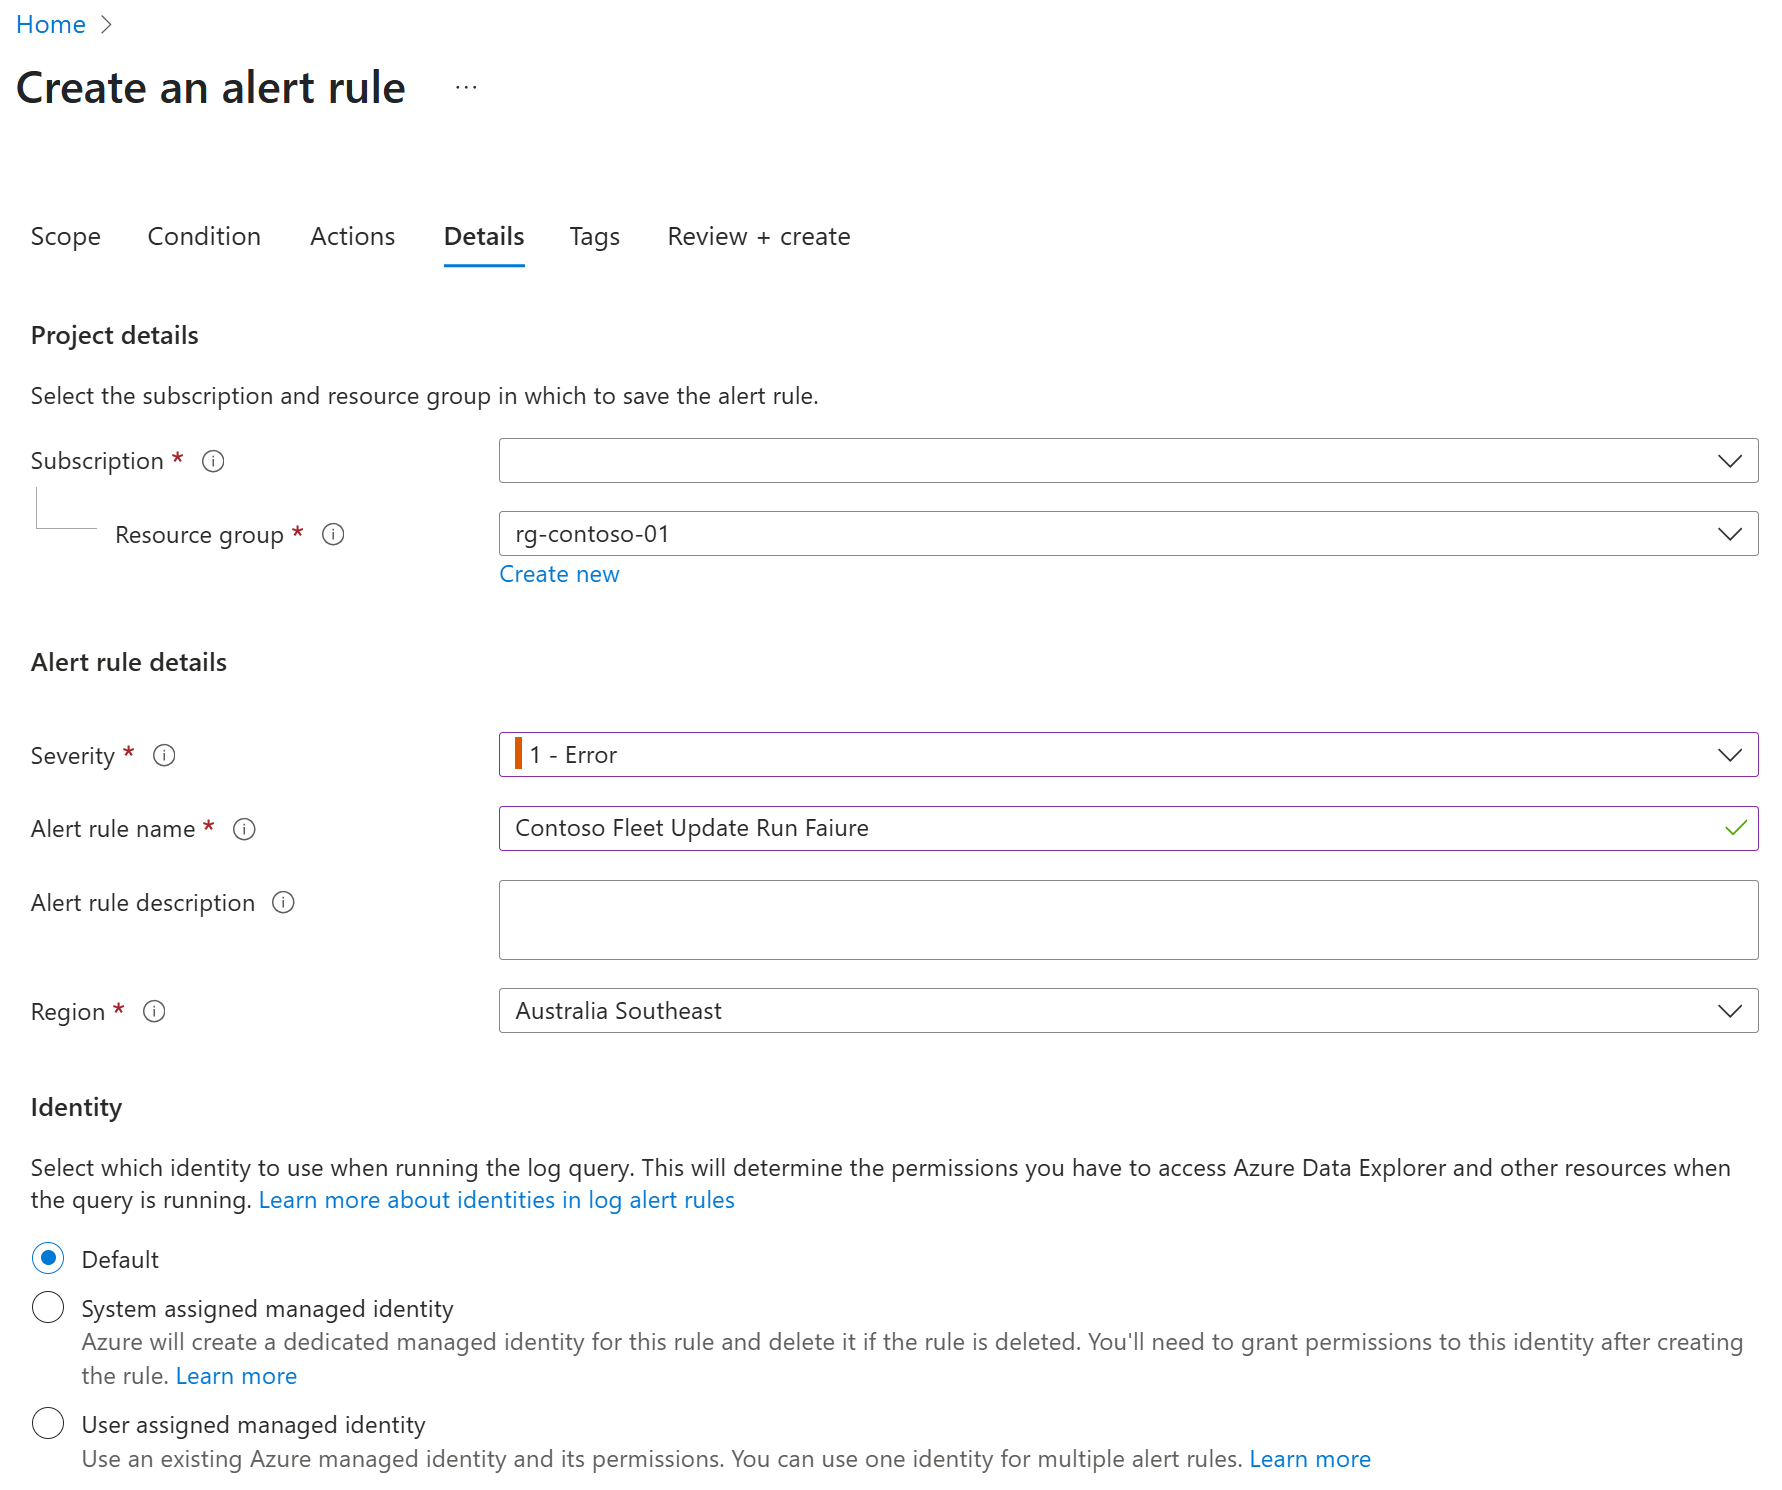 Home
Create an alert rule ...
Scope Condition Actions Details Tags Review + create
Project details
Select the subscription and resource group in which to save the alert rule.
Subscription *
Resource group * rg-contoso-01
Create new
Alert rule details
Severity * 1 - Error
Alert rule name * Contoso Fleet Update Run Faiure
Alert rule description
Region * Australia Southeast
Identity
Select which identity to use when running the log query. This will determine the permissions you have to access Azure Data Explorer and other resources when
the query is running. Learn more about identities in log alert rules
Default
System assigned managed identity
Azure will create a dedicated managed identity for this rule and delete it if the rule is deleted. You'll need to grant permissions to this identity after creating
the rule. Learn more
User assigned managed identity
Use an existing Azure managed identity and its permissions. You can use one identity for multiple alert rules. Learn more